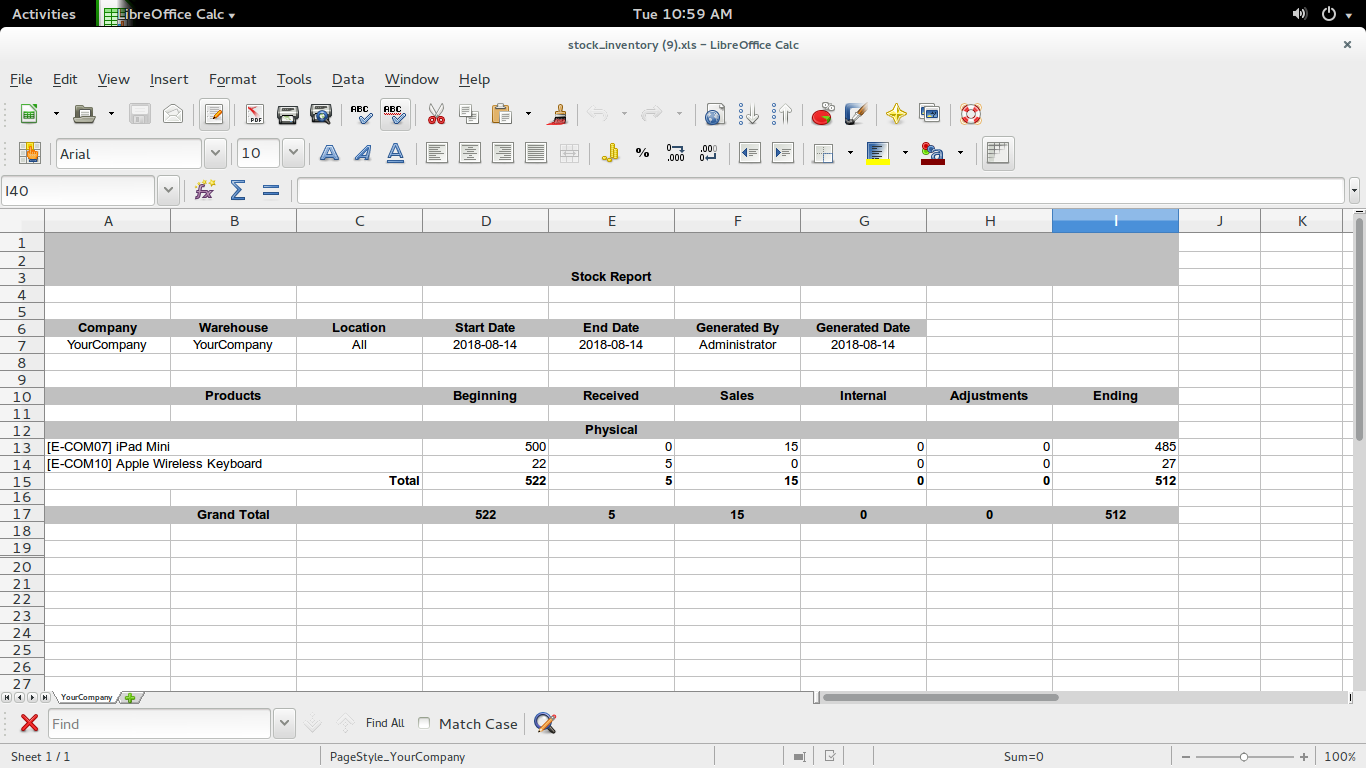 Activities LibreOffice Calc Tue 10:59 AM
stock_inventory (9).xls - LibreOffice Calc ×
File Edit View Insert Format Tools Data Window Help
PDF ABC ABC
Arial 10 A A A % .000 .000
I40 fx Σ =
A B C D E F G H I J K
1
2
3 Stock Report
4
5
6 Company Warehouse Location Start Date End Date Generated By Generated Date
7 YourCompany YourCompany All 2018-08-14 2018-08-14 Administrator 2018-08-14
8
9
10 Products Beginning Received Sales Internal Adjustments Ending
11
12 Physical
13 [E-COM07] iPad Mini 500 0 15 0 0 485
14 [E-COM10] Apple Wireless Keyboard 22 5 0 0 0 27
15 Total 522 5 15 0 0 512
16
17 Grand Total 522 5 15 0 0 512
18
19
20
21
22
23
24
25
26
27
YourCompany
Find Find All Match Case
Sheet 1 / 1 PageStyle_YourCompany Sum=0 100%